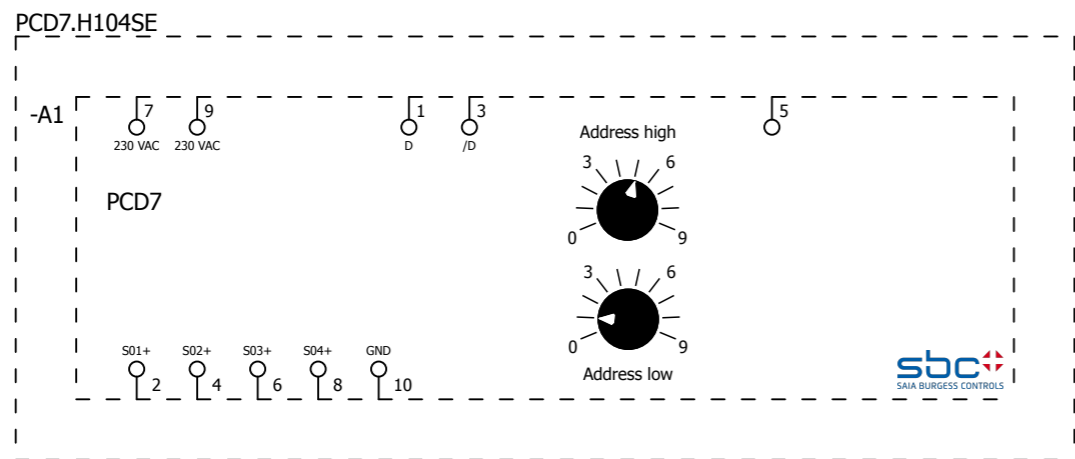 PCD7.H104SE
-A1
7 9 1 3 5
230 VAC 230 VAC D /D
Address high
3 6
PCD7
0 9
3 6
0 9
Address low
S01+ S02+ S03+ S04+ GND
2 4 6 8 10
sbc
SAIA BURGESS CONTROLS